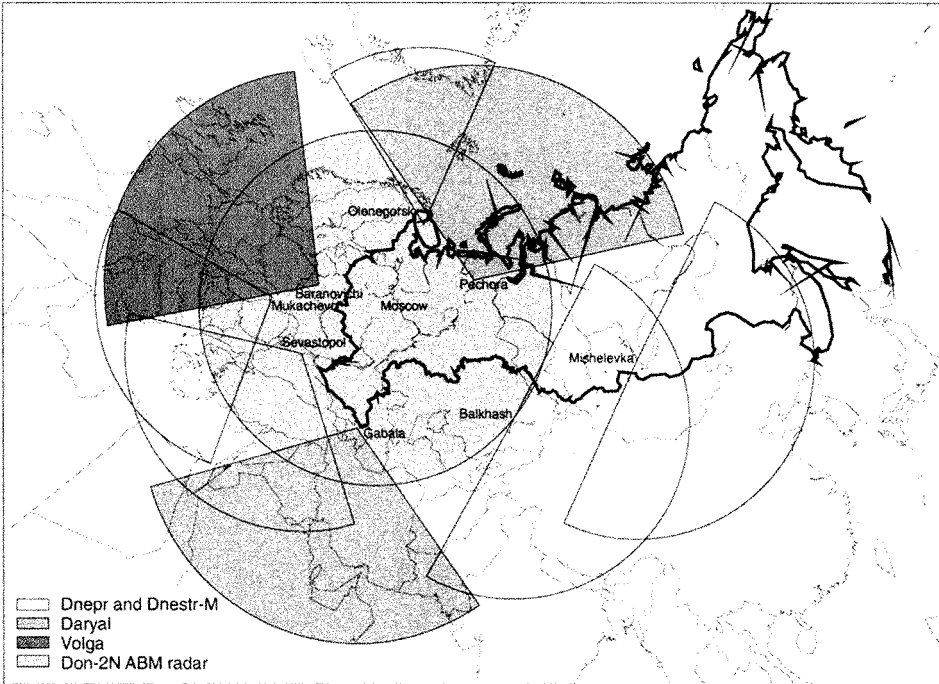 Olenegorsk
Pechora
Baranovichi
Mukachevo
Moscow
Sevastopol
Mishelevka
Balkhash
Gabala
Dnepr and Dnestr-M
Daryal
Volga
Don-2N ABM radar